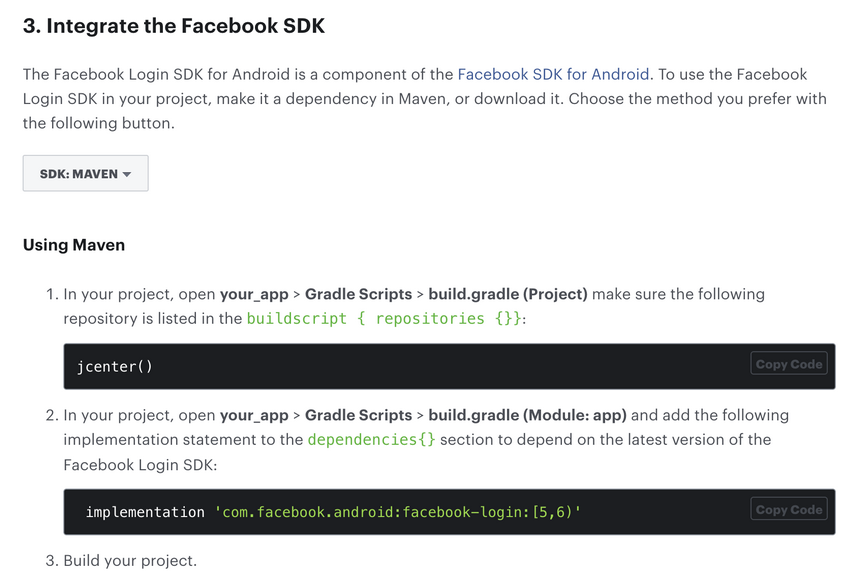 3. Integrate the Facebook SDK
The Facebook Login SDK for Android is a component of the Facebook SDK for Android. To use the Facebook
Login SDK in your project, make it a dependency in Maven, or download it. Choose the method you prefer with
the following button.
SDK: MAVEN
Using Maven
1. In your project, open your_app > Gradle Scripts > build.gradle (Project) make sure the following
repository is listed in the buildscript { repositories {}}:
jcenter()
Copy Code
2. In your project, open your_app > Gradle Scripts > build.gradle (Module: app) and add the following
implementation statement to the dependencies{} section to depend on the latest version of the
Facebook Login SDK:
implementation 'com.facebook.android:facebook-login:[5,6)'
Copy Code
3. Build your project.